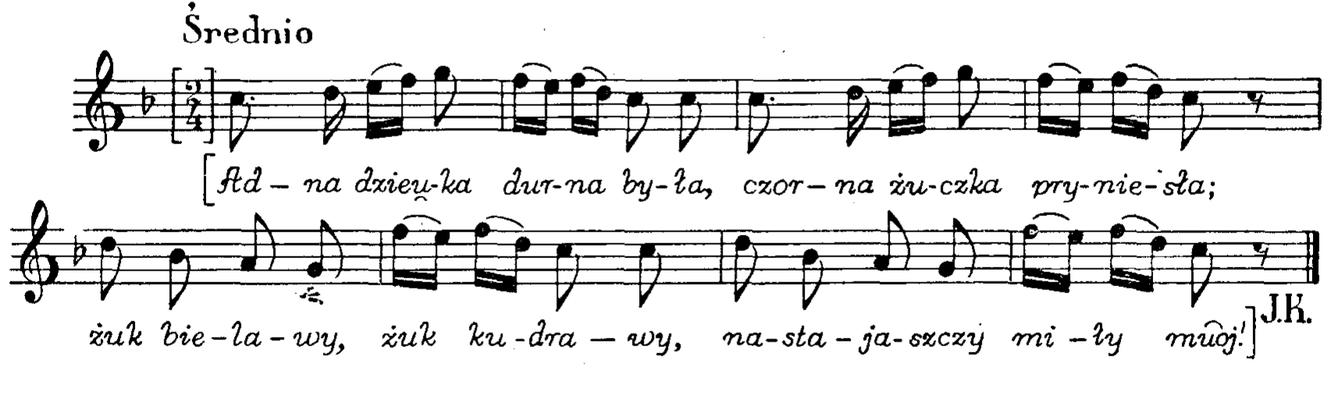 Średnio
[Ad – na dzieu-ka dur-na by-ła, czor – na żu-czka pry-nie-sła;
żuk bie – ła – wy, żuk ku – dra – wy, na-sta – ja-szczy mi – ły muoj!]
J.K.